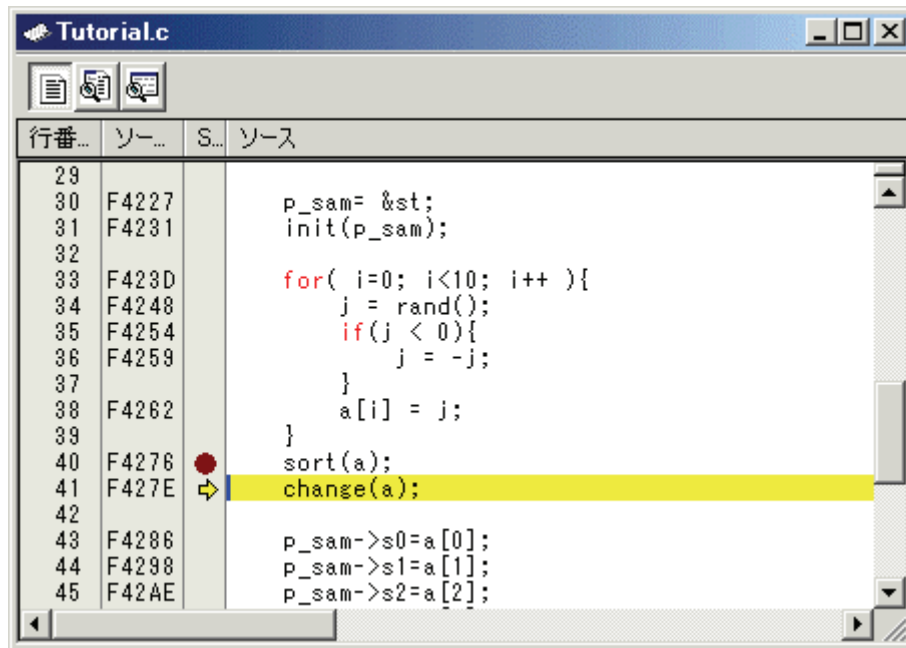 Tutorial.c
行番... ソー... S... ソース
29
30 F4227 p_sam= &st;
31 F4231 init(p_sam);
32
33 F423D for( i=0; i<10; i++ ){
34 F4248 j = rand();
35 F4254 if(j < 0){
36 F4259 j = -j;
37 }
38 F4262 a[i] = j;
39 }
40 F4276 sort(a);
41 F427E change(a);
42
43 F4286 p_sam->s0=a[0];
44 F4298 p_sam->s1=a[1];
45 F42AE p_sam->s2=a[2];